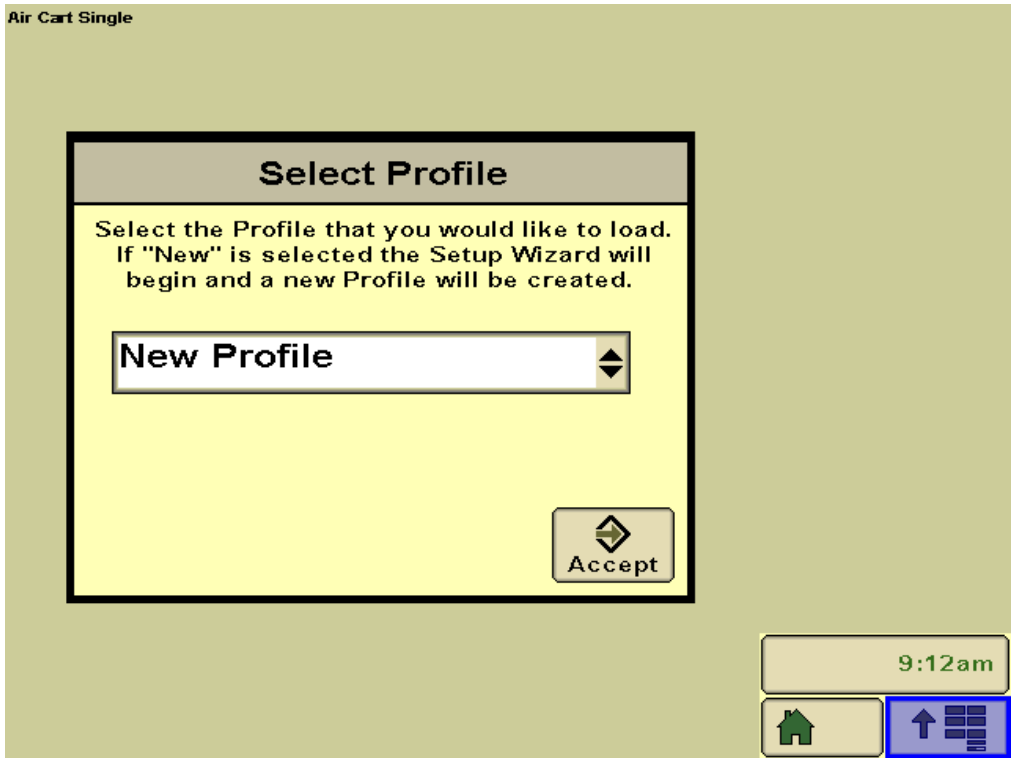 Air Cart Single
Select Profile
Select the Profile that you would like to load.
If "New" is selected the Setup Wizard will
begin and a new Profile will be created.
New Profile
Accept
9:12am